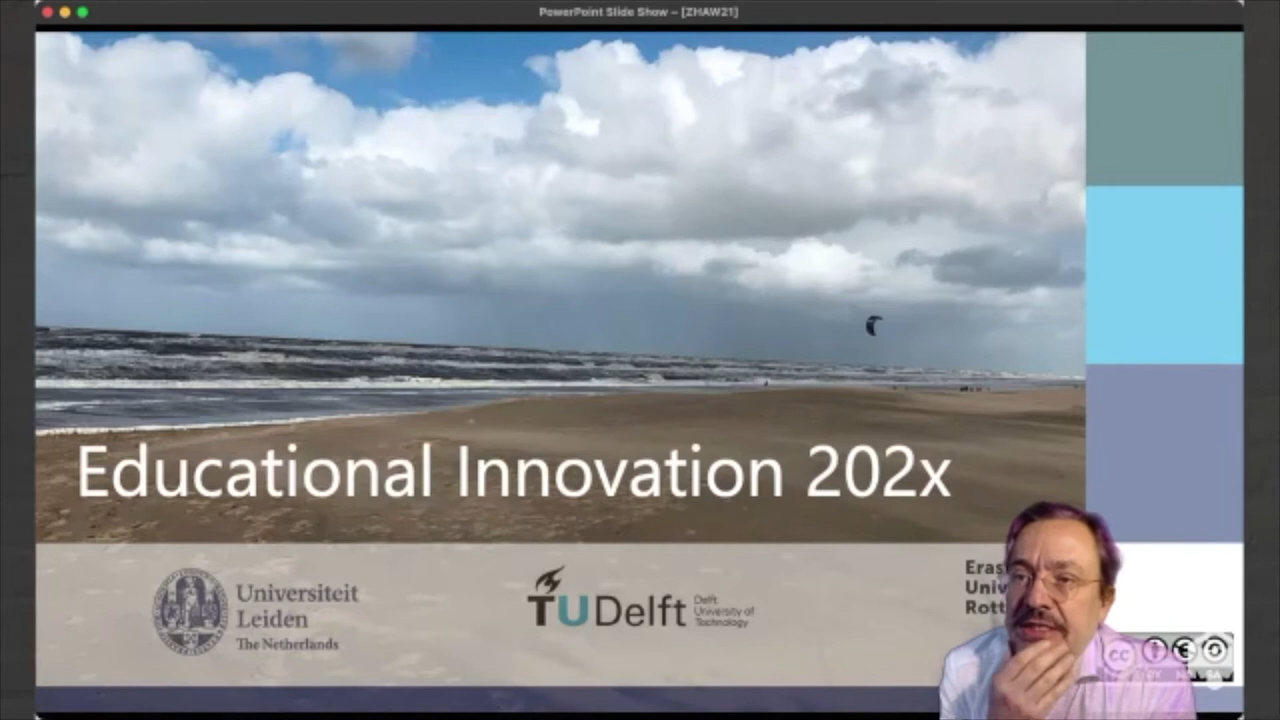 PowerPoint Slide Show – [ZHAW21]
Educational Innovation 202x
Universiteit
Leiden
The Netherlands
TUDelft
Delft
University of
Technology
Eras
Univ
Rott
cc